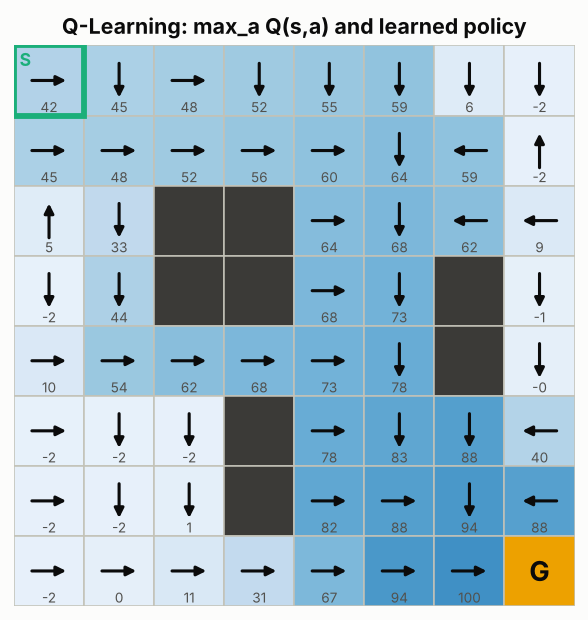 Q-Learning: max_a Q(s,a) and learned policy
S
42 45 48 52 55 59 6 -2
45 48 52 56 60 64 59 -2
5 33 64 68 62 9
-2 44 68 73 -1
10 54 62 68 73 78 -0
-2 -2 -2 78 83 88 40
-2 -2 1 82 88 94 88
G
-2 0 11 31 67 94 100